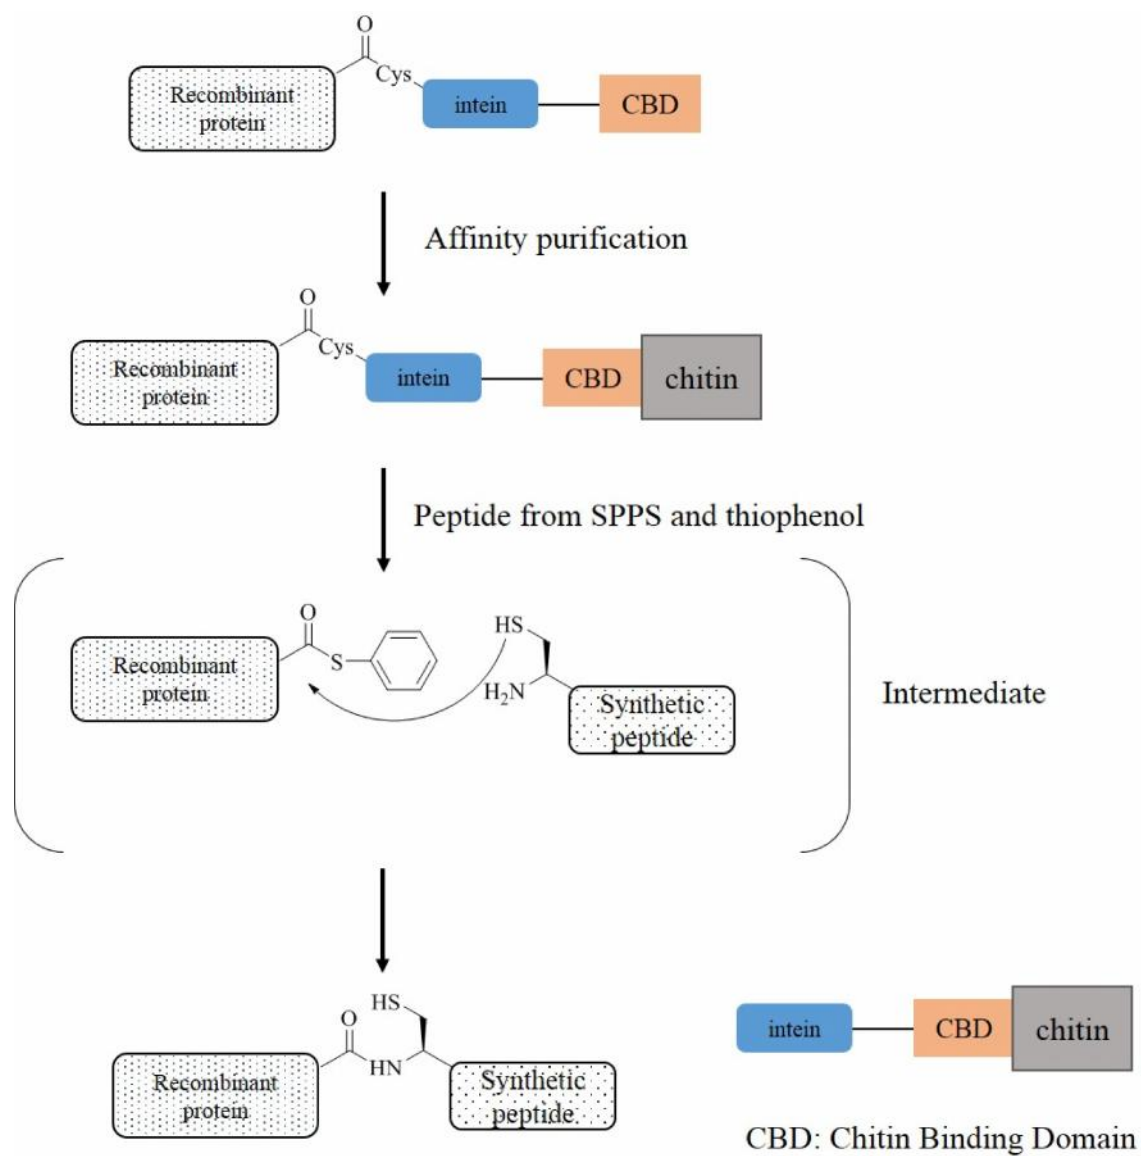 O
Cys
Recombinant
protein
intein
CBD
Affinity purification
O
Cys
Recombinant
protein
intein
CBD
chitin
Peptide from SPPS and thiophenol
O
S
HS
H₂N
Recombinant
protein
Synthetic
peptide
Intermediate
HS
O
HN
Recombinant
protein
Synthetic
peptide
intein
CBD
chitin
CBD: Chitin Binding Domain